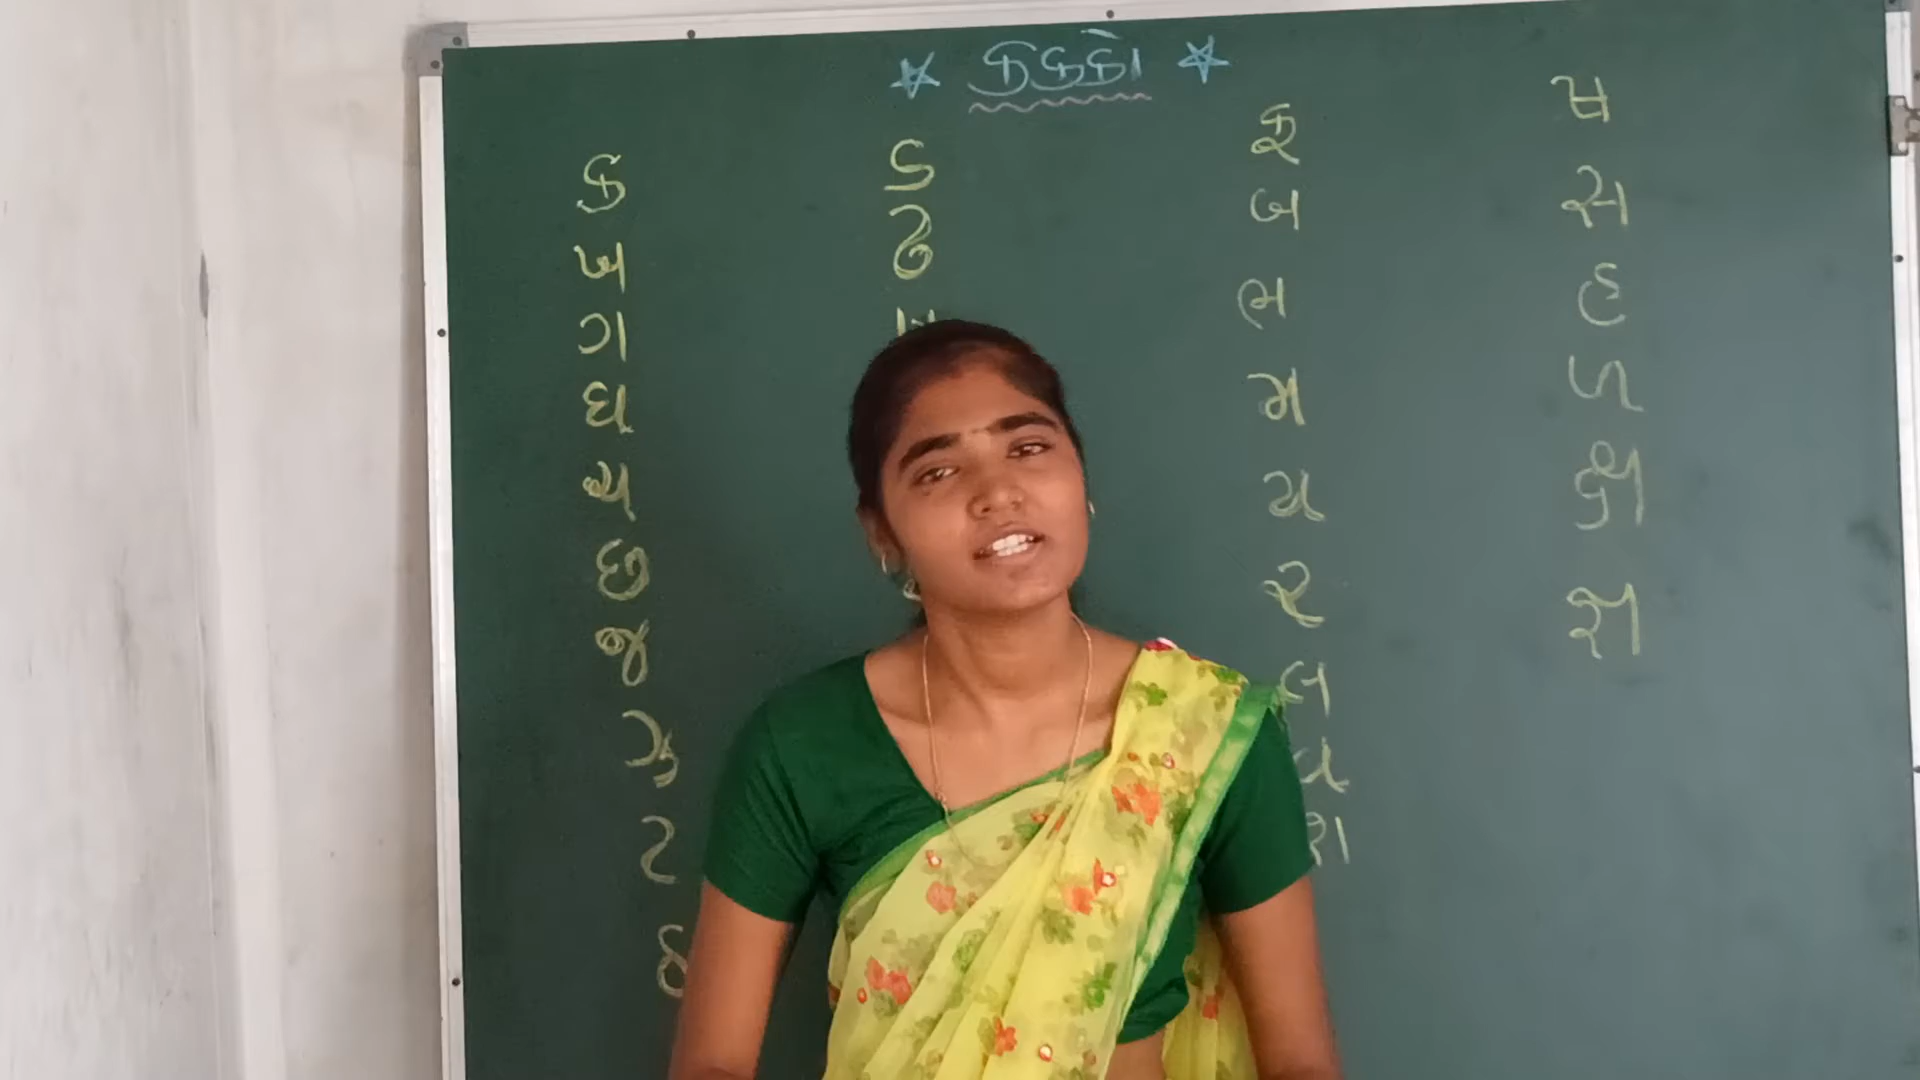 કક્કો
ક
ખ
ગ
ઘ
ચ
છ
જ
ઝ
ટ
ઠ
ડ
ઢ
ફ
બ
ભ
મ
ય
ર
લ
વ
શ
ષ
સ
હ
ળ
ક્ષ
જ્ઞ